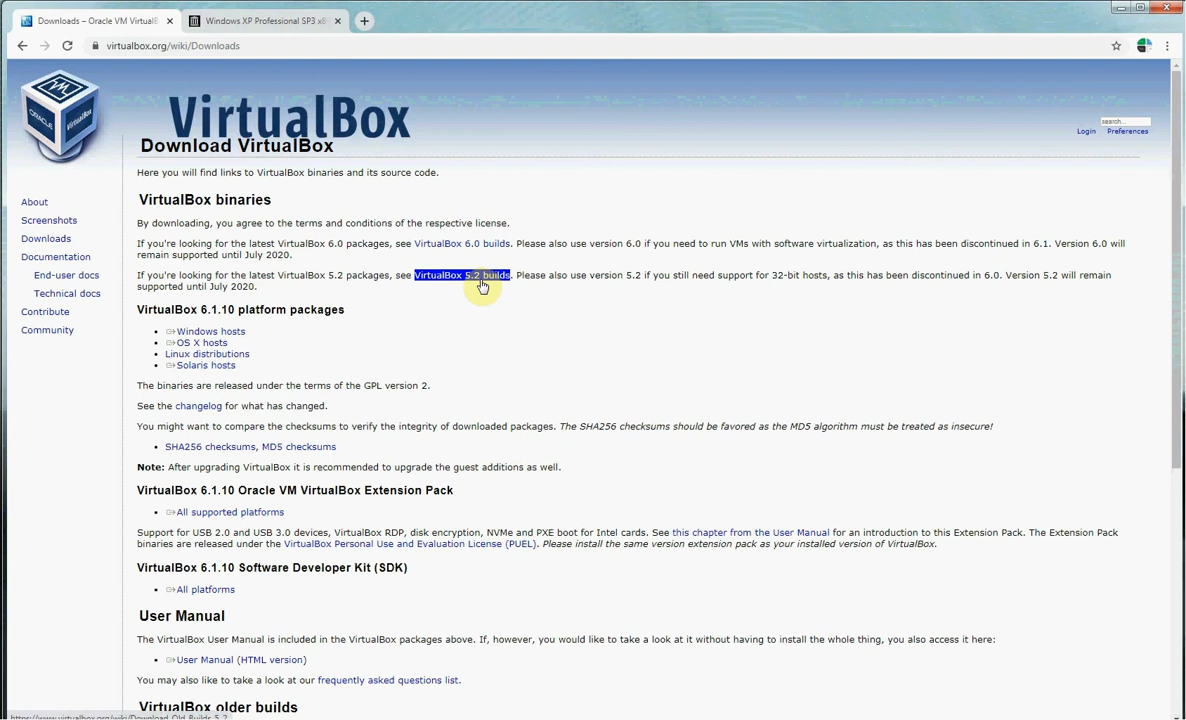 Downloads – Oracle VM VirtualB
Windows XP Professional SP3 x8
virtualbox.org/wiki/Downloads
ORACLE
VM
VirtualBox
VirtualBox
search...
Login Preferences
About
Screenshots
Downloads
Documentation
End-user docs
Technical docs
Contribute
Community
Download VirtualBox
Here you will find links to VirtualBox binaries and its source code.
VirtualBox binaries
By downloading, you agree to the terms and conditions of the respective license.
If you're looking for the latest VirtualBox 6.0 packages, see VirtualBox 6.0 builds. Please also use version 6.0 if you need to run VMs with software virtualization, as this has been discontinued in 6.1. Version 6.0 will
remain supported until July 2020.
If you're looking for the latest VirtualBox 5.2 packages, see VirtualBox 5.2 builds. Please also use version 5.2 if you still need support for 32-bit hosts, as this has been discontinued in 6.0. Version 5.2 will remain
supported until July 2020.
VirtualBox 6.1.10 platform packages
Windows hosts
OS X hosts
Linux distributions
Solaris hosts
The binaries are released under the terms of the GPL version 2.
See the changelog for what has changed.
You might want to compare the checksums to verify the integrity of downloaded packages. The SHA256 checksums should be favored as the MD5 algorithm must be treated as insecure!
SHA256 checksums, MD5 checksums
Note: After upgrading VirtualBox it is recommended to upgrade the guest additions as well.
VirtualBox 6.1.10 Oracle VM VirtualBox Extension Pack
All supported platforms
Support for USB 2.0 and USB 3.0 devices, VirtualBox RDP, disk encryption, NVMe and PXE boot for Intel cards. See this chapter from the User Manual for an introduction to this Extension Pack. The Extension Pack
binaries are released under the VirtualBox Personal Use and Evaluation License (PUEL). Please install the same version extension pack as your installed version of VirtualBox.
VirtualBox 6.1.10 Software Developer Kit (SDK)
All platforms
User Manual
The VirtualBox User Manual is included in the VirtualBox packages above. If, however, you would like to take a look at it without having to install the whole thing, you also access it here:
User Manual (HTML version)
You may also like to take a look at our frequently asked questions list.
VirtualBox older builds
https://www.virtualbox.org/wiki/Download_Old_Builds_5_2